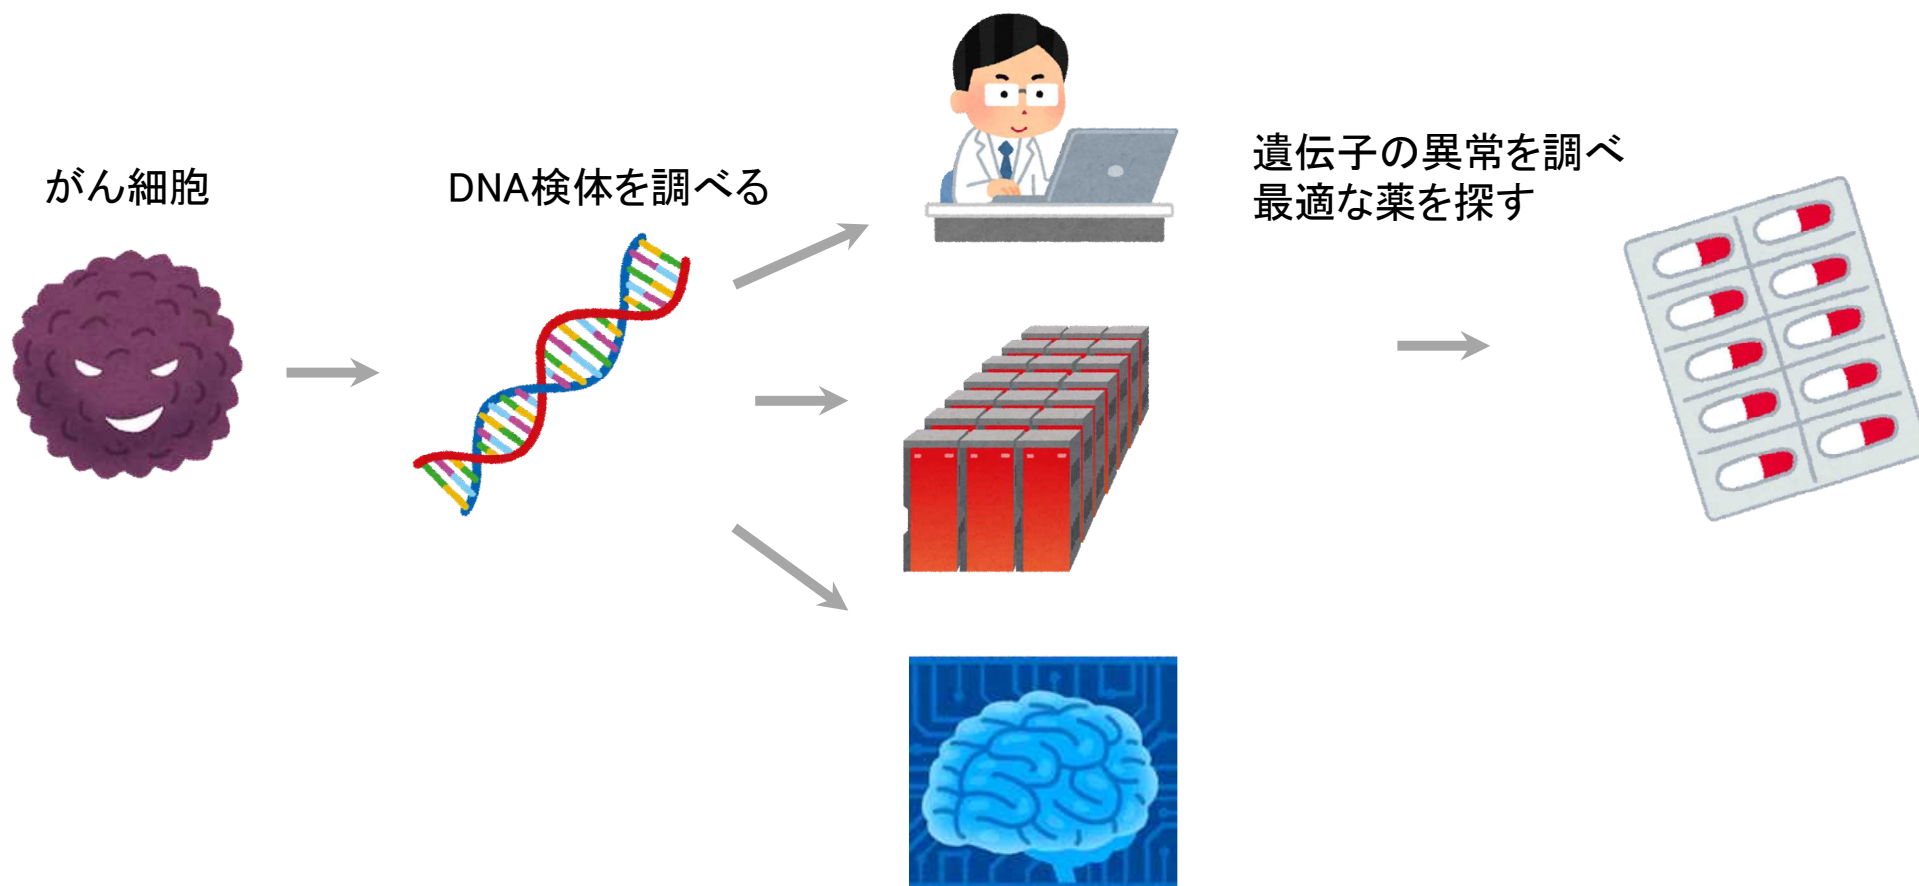 がん細胞
DNA検体を調べる
遺伝子の異常を調べ
最適な薬を探す